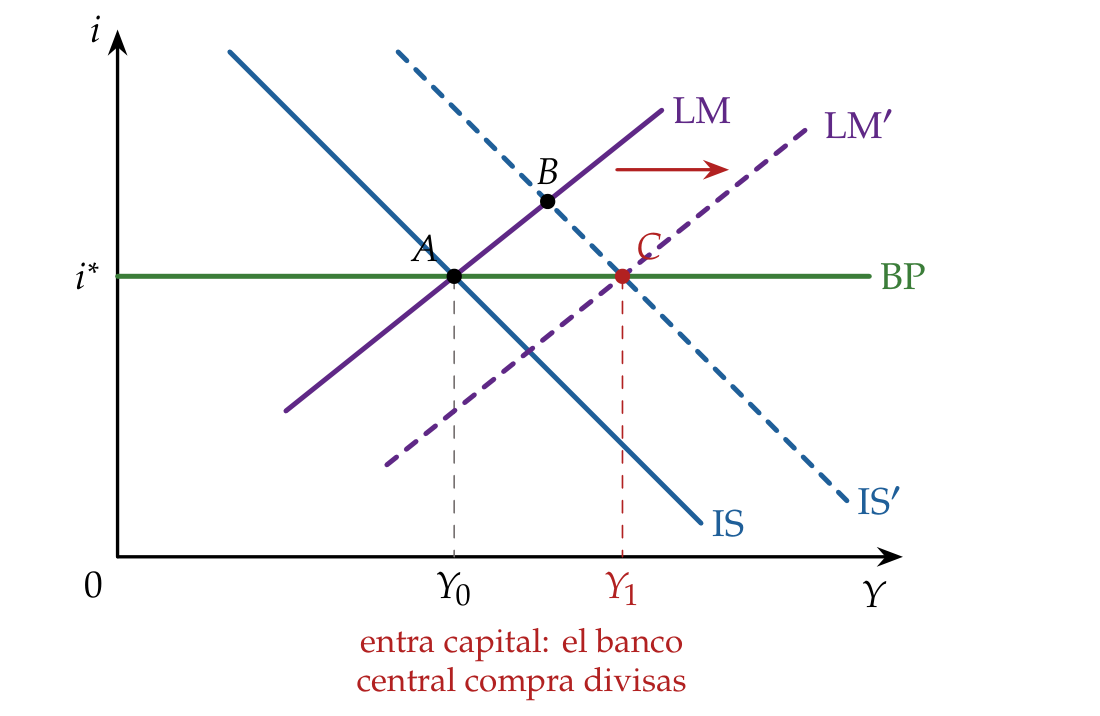 i
LM
LM′
B
A
C
i*
BP
IS′
IS
0
Y0
Y1
Y
entra capital: el banco
central compra divisas